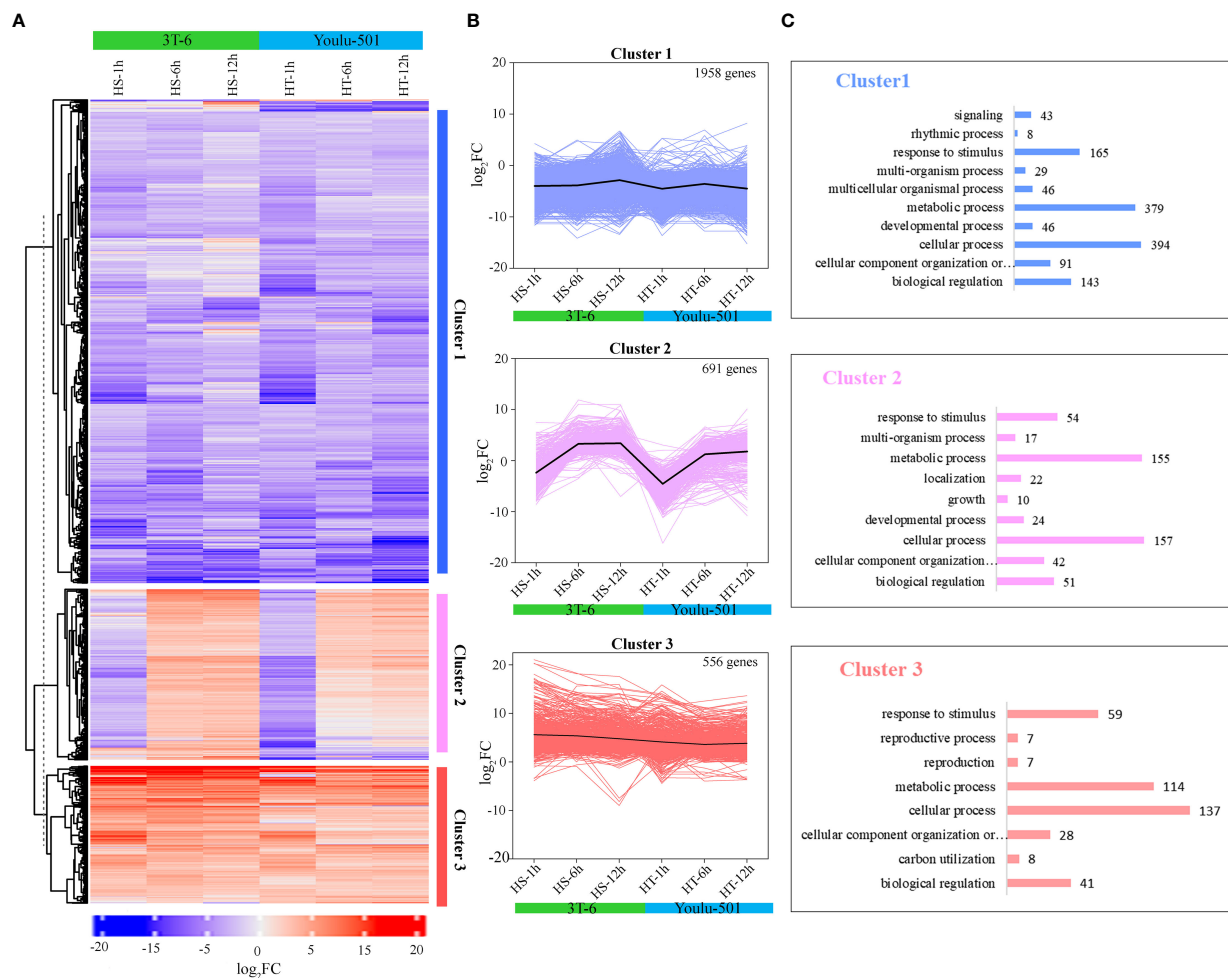 A
3T-6
Youlu-501
HS-1h
HS-6h
HS-12h
HT-1h
HT-6h
HT-12h
Cluster 1
Cluster 2
Cluster 3
-20
-15
-5
0
5
15
20
log₂FC
B
Cluster 1
1958 genes
20
10
0
-10
-20
log₂FC
HS-1h
HS-6h
HS-12h
HT-1h
HT-6h
HT-12h
3T-6
Youlu-501
Cluster 2
691 genes
20
10
0
-10
-20
log₂FC
HS-1h
HS-6h
HS-12h
HT-1h
HT-6h
HT-12h
3T-6
Youlu-501
Cluster 3
556 genes
20
10
0
-10
-20
log₂FC
HS-1h
HS-6h
HS-12h
HT-1h
HT-6h
HT-12h
3T-6
Youlu-501
C
Cluster1
signaling 43
rhythmic process 8
response to stimulus 165
multi-organism process 29
multicellular organismal process 46
metabolic process 379
developmental process 46
cellular process 394
cellular component organization or… 91
biological regulation 143
Cluster 2
response to stimulus 54
multi-organism process 17
metabolic process 155
localization 22
growth 10
developmental process 24
cellular process 157
cellular component organization… 42
biological regulation 51
Cluster 3
response to stimulus 59
reproductive process 7
reproduction 7
metabolic process 114
cellular process 137
cellular component organization or… 28
carbon utilization 8
biological regulation 41